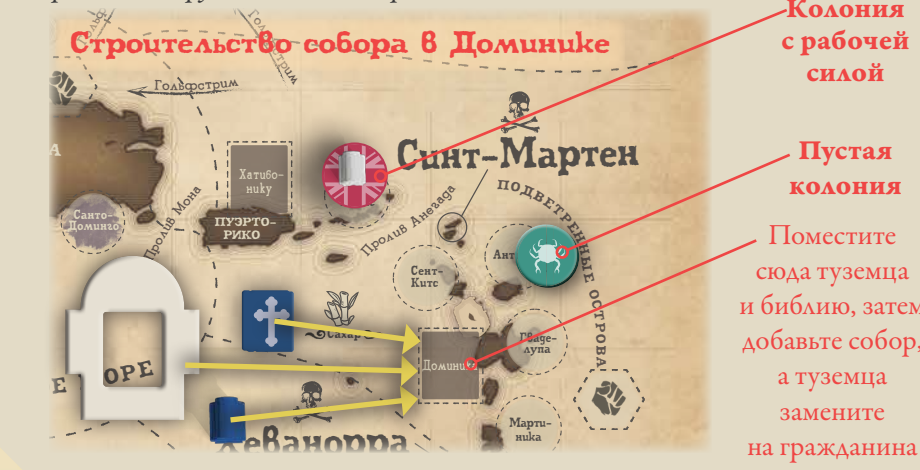 Строительство собора в Доминике
Гольфстрим
Синт-Мартен
Хатибо-
нику
Санто-
Доминго
Пролив Мона
ПУЭРТО-
РИКО
Пролив Анегада
ПОДВЕТРЕННЫЕ ОСТРОВА
Сент-
Китс
Ант
Сахар
Гваде-
лупа
Доминика
Е
ОРЕ
Марти-
ника
Колония
с рабочей
силой
Пустая
колония
Поместите
сюда туземца
и библию, затем
добавьте собор,
а туземца
замените
на гражданина